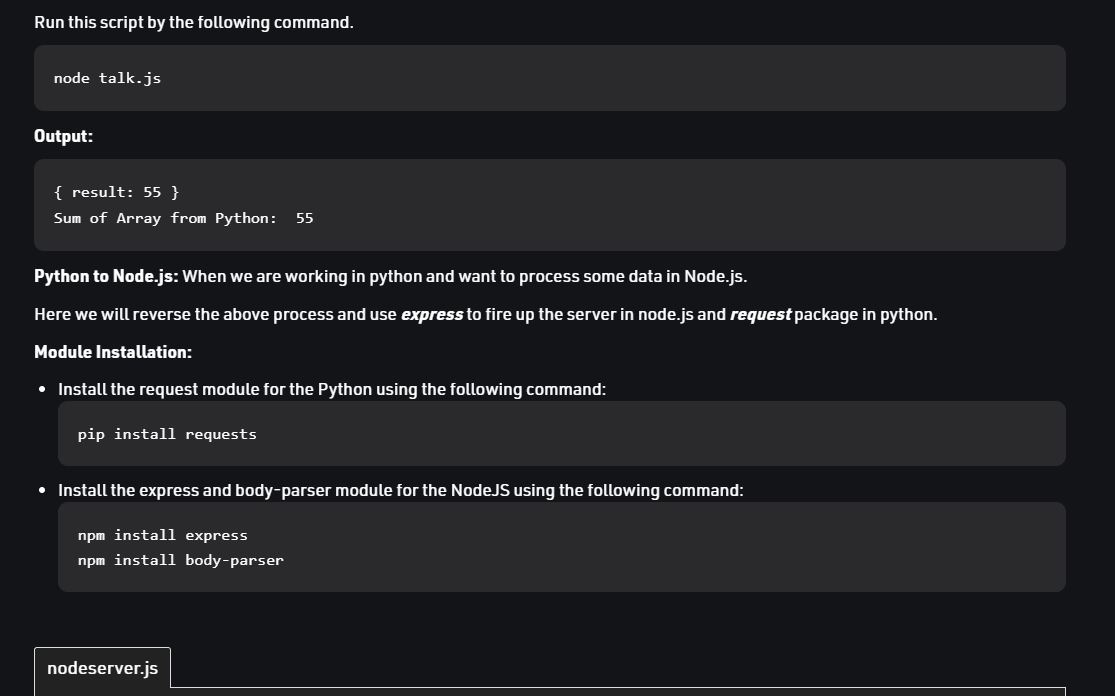 Run this script by the following command.
node talk.js
Output:
{ result: 55 }
Sum of Array from Python:  55
Python to Node.js: When we are working in python and want to process some data in Node.js.
Here we will reverse the above process and use express to fire up the server in node.js and request package in python.
Module Installation:
• Install the request module for the Python using the following command:
pip install requests
• Install the express and body-parser module for the NodeJS using the following command:
npm install express
npm install body-parser
nodeserver.js